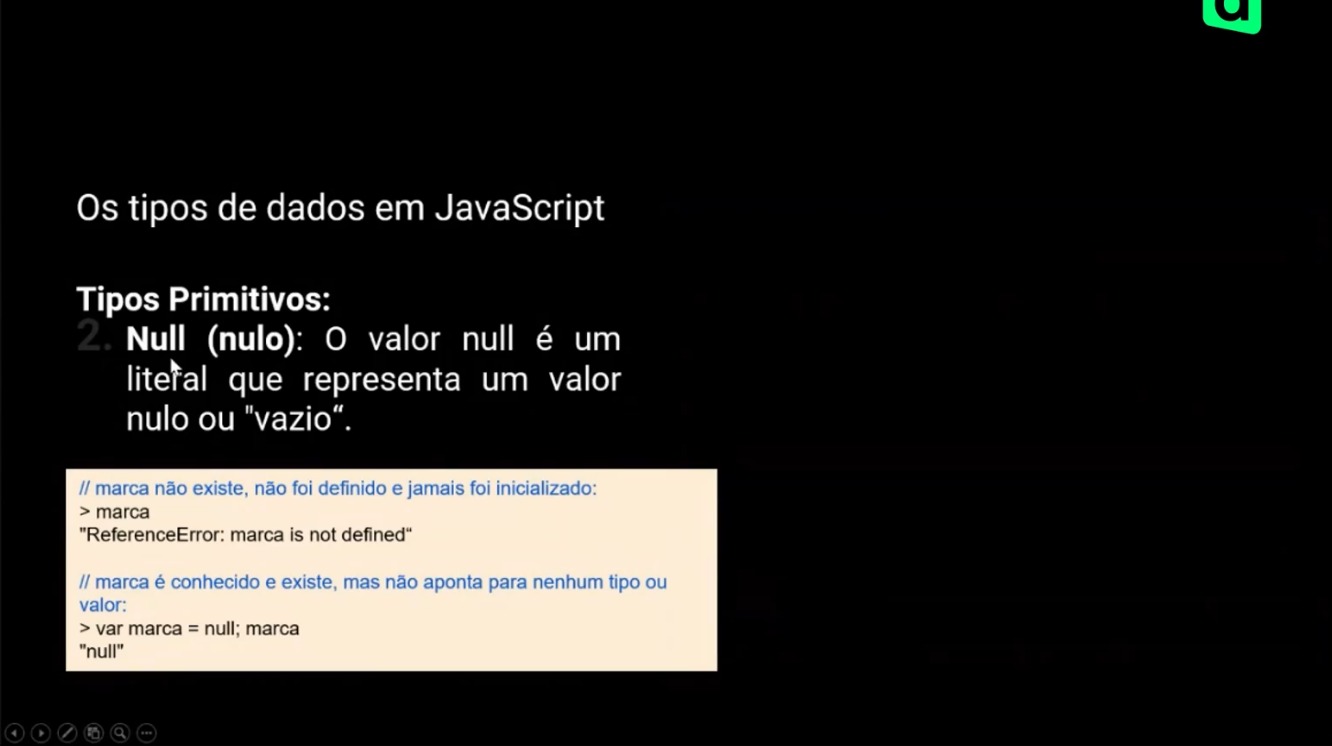 Os tipos de dados em JavaScript
Tipos Primitivos:
2. Null (nulo): O valor null é um
literal que representa um valor
nulo ou "vazio“.
// marca não existe, não foi definido e jamais foi inicializado:
> marca
"ReferenceError: marca is not defined“
// marca é conhecido e existe, mas não aponta para nenhum tipo ou
valor:
> var marca = null; marca
"null"